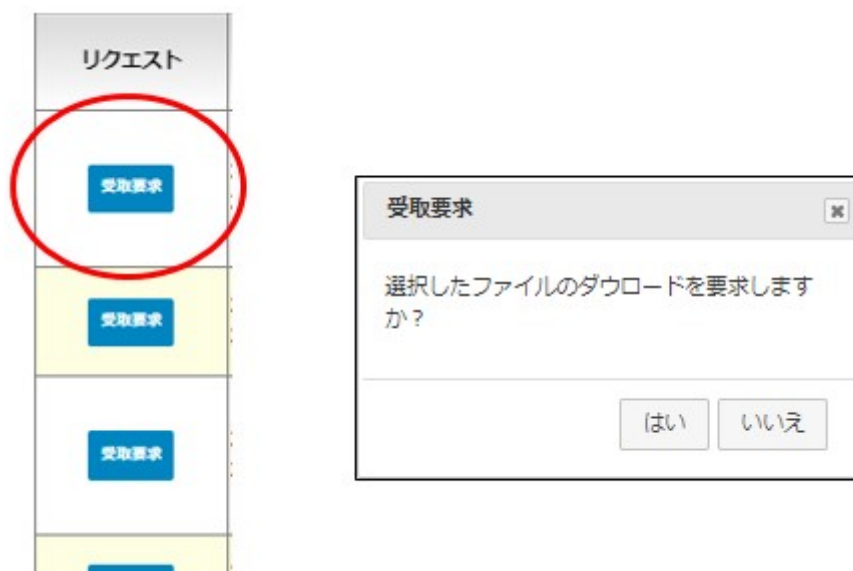 リクエスト
受取要求
受取要求
受取要求
受取要求
選択したファイルのダウロードを要求します
か？
はい
いいえ